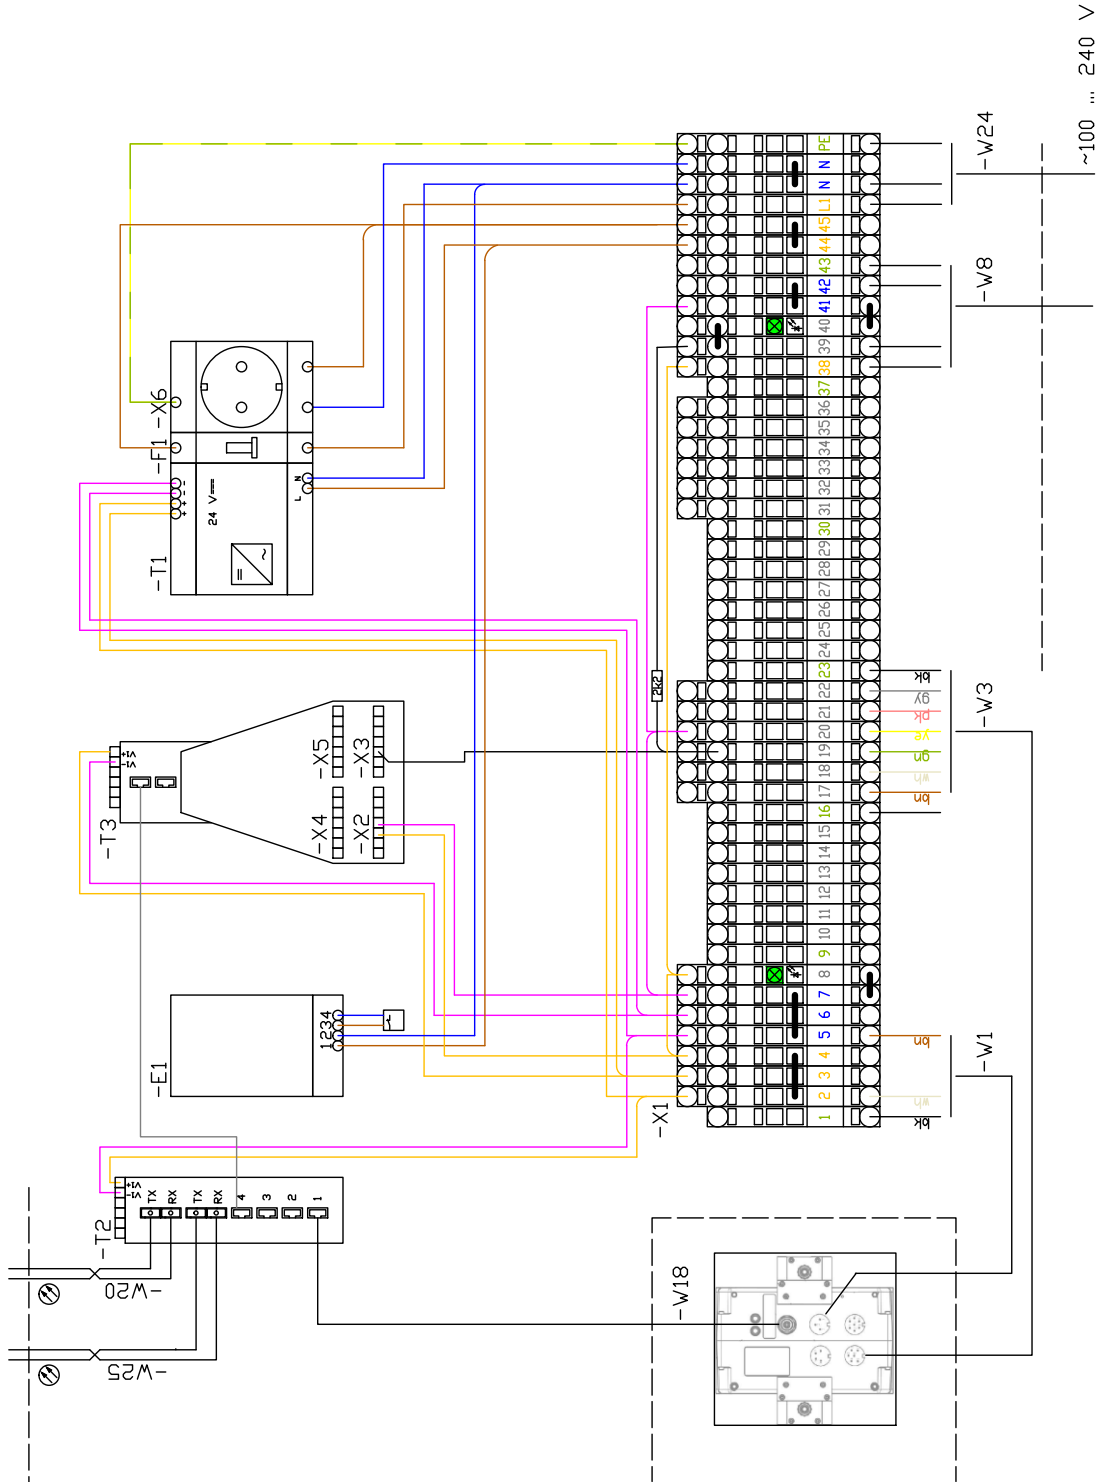 ~100 ... 240 V
-W24
-W8
-W3
-W1
PE
N
N
L1
45
44
43
42
41
40
39
38
37
36
35
34
33
32
31
30
29
28
27
26
25
24
23
22
21
20
19
18
17
16
15
14
13
12
11
10
9
8
7
6
5
4
3
2
1
-X1
bk
gy
pk
ye
gn
wh
bn
bn
wh
bk
2k2
-X6
-F1
-T1
-
-
+
+
24 V
=
~
L
N
-T3
V1+
V1-
-X5
-X3
-X4
-X2
-E1
1234
-T2
V1+
V1-
TX
RX
TX
RX
4
3
2
1
-W20
-W25
-W18